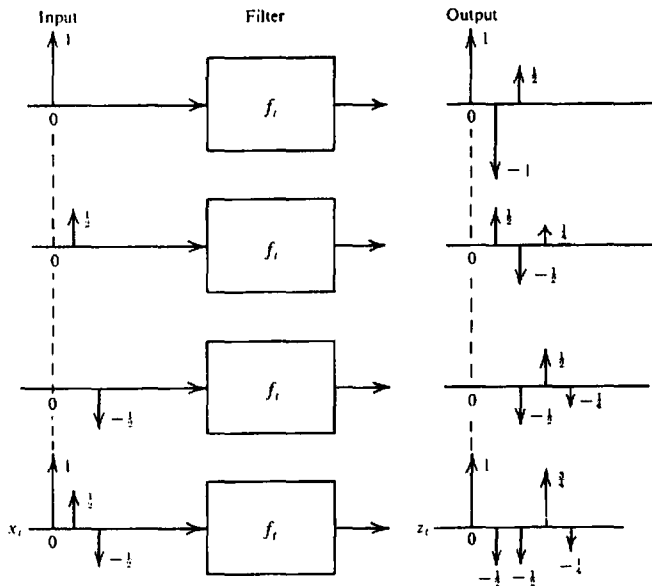 Input Filter Output
1 1 ½
0 f_t 0
-1
½ ½ ¼
0 f_t 0
-½
½
0 f_t 0
-½ -½ -¼
1 1 ¾
½
x_t 0 f_t z_t 0
-½ -½ -½ -¼